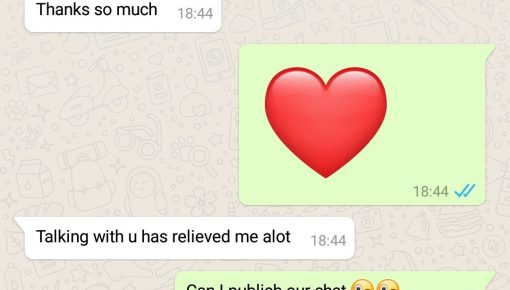 Thanks so much
18:44
18:44
Talking with u has relieved me alot
18:44
Can I publish our chat